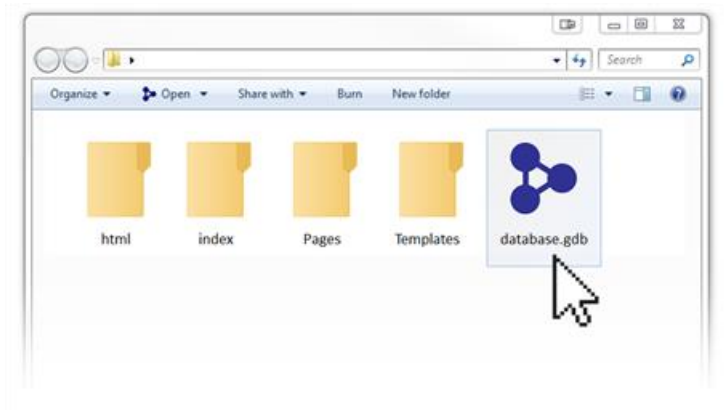 Search
Organize Open Share with Burn New folder
html index Pages Templates database.gdb